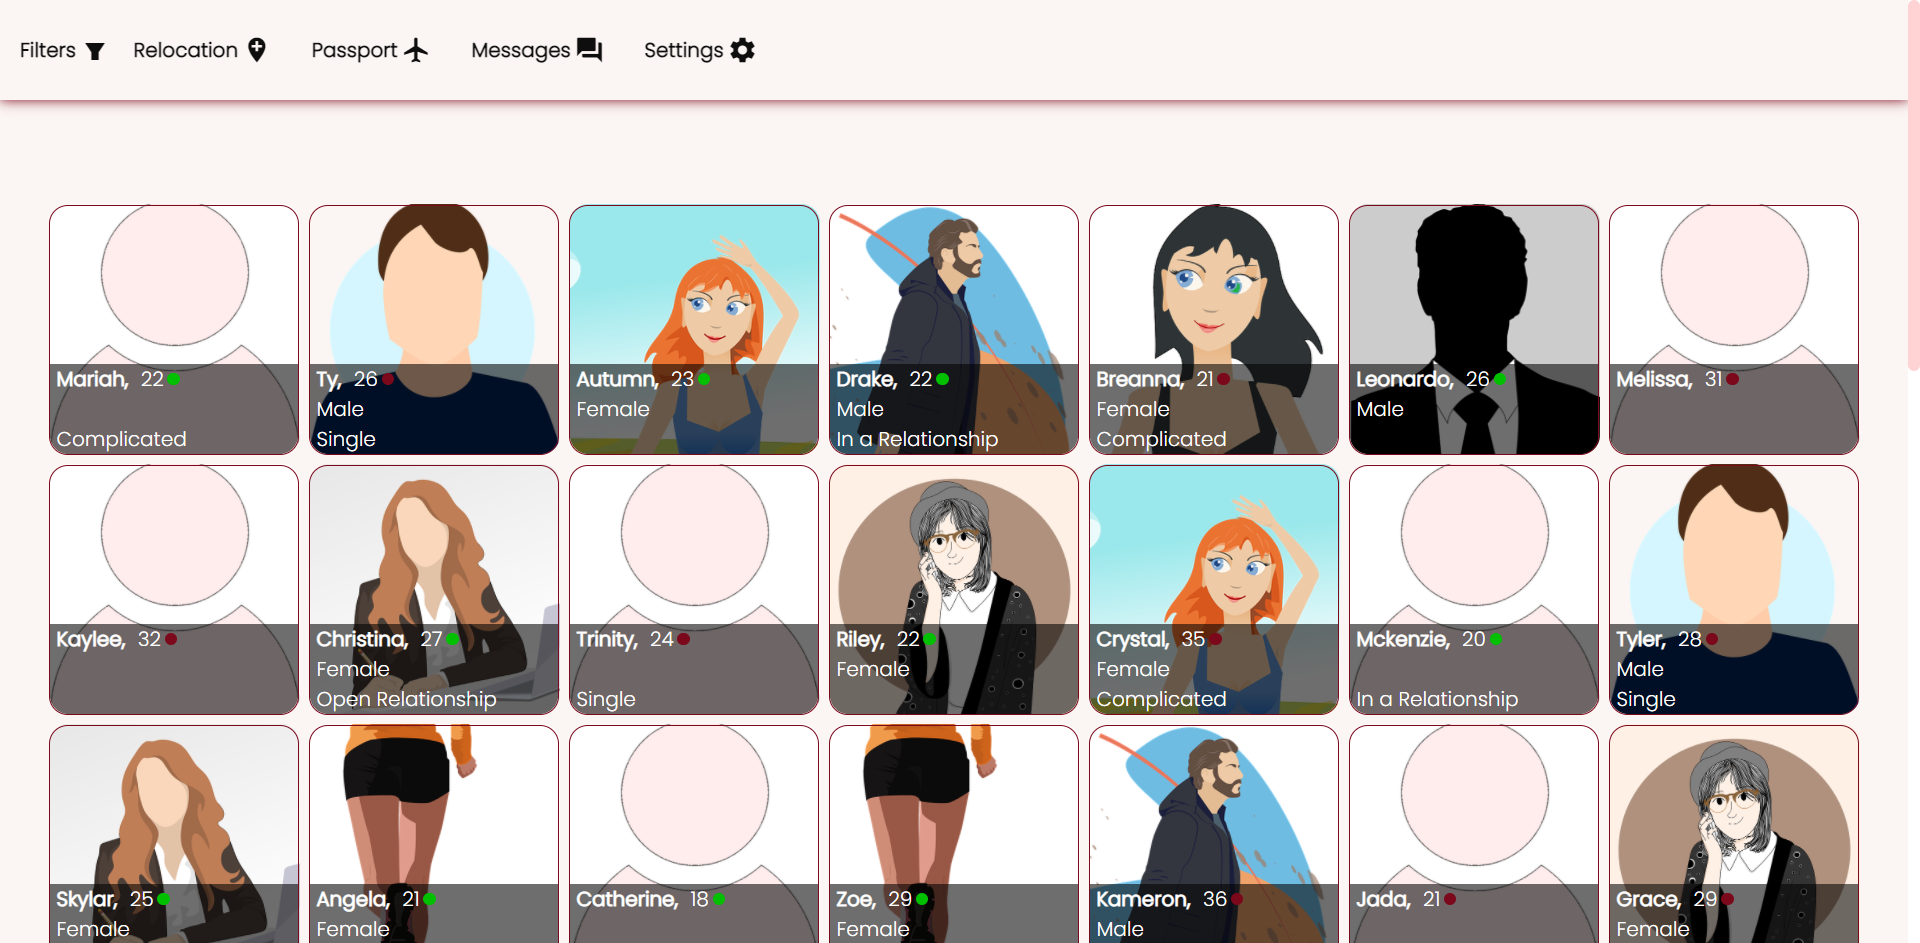 Filters Relocation Passport Messages Settings
Mariah, 22
Complicated
Ty, 26
Male
Single
Autumn, 23
Female
Drake, 22
Male
In a Relationship
Breanna, 21
Female
Complicated
Leonardo, 26
Male
Melissa, 31
Kaylee, 32
Christina, 27
Female
Open Relationship
Trinity, 24
Single
Riley, 22
Female
Crystal, 35
Female
Complicated
Mckenzie, 20
In a Relationship
Tyler, 28
Male
Single
Skylar, 25
Female
Angela, 21
Female
Catherine, 18
Zoe, 29
Female
Kameron, 36
Male
Jada, 21
Grace, 29
Female